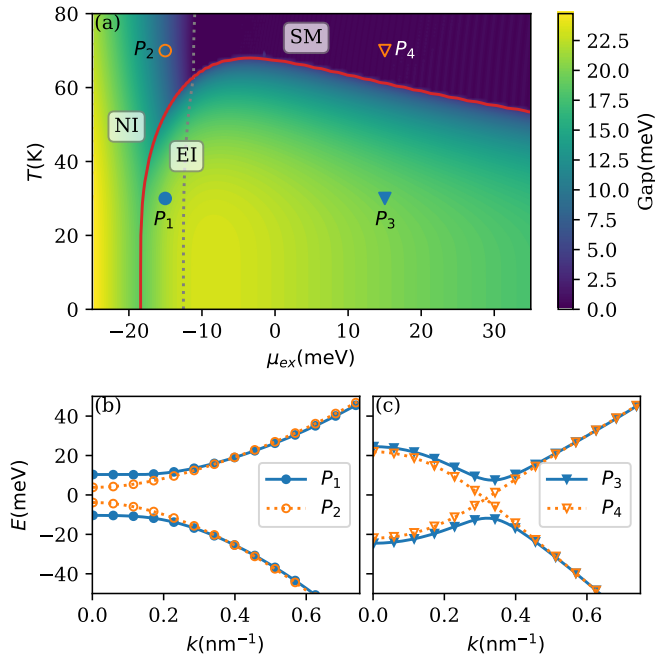 (a)
SM
NI
EI
P₁
P₂
P₃
P₄
80
60
40
20
0
T(K)
−20
−10
0
10
20
30
μₑₓ(meV)
22.5
20.0
17.5
15.0
12.5
10.0
7.5
5.0
2.5
0.0
Gap(meV)
(b)
40
20
0
−20
−40
E(meV)
P₁
P₂
0.0
0.2
0.4
0.6
k(nm⁻¹)
(c)
P₃
P₄
0.0
0.2
0.4
0.6
k(nm⁻¹)